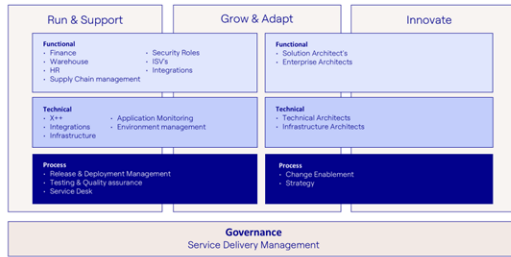 Run & Support
Grow & Adapt
Innovate
Functional
• Finance
• Warehouse
• HR
• Supply Chain management
• Security Roles
• ISV's
• Integrations
Functional
• Solution Architect's
• Enterprise Architects
Technical
• X++
• Integrations
• Infrastructure
• Application Monitoring
• Environment management
Technical
• Technical Architects
• Infrastructure Architects
Process
• Release & Deployment Management
• Testing & Quality assurance
• Service Desk
Process
• Change Enablement
• Strategy
Governance
Service Delivery Management